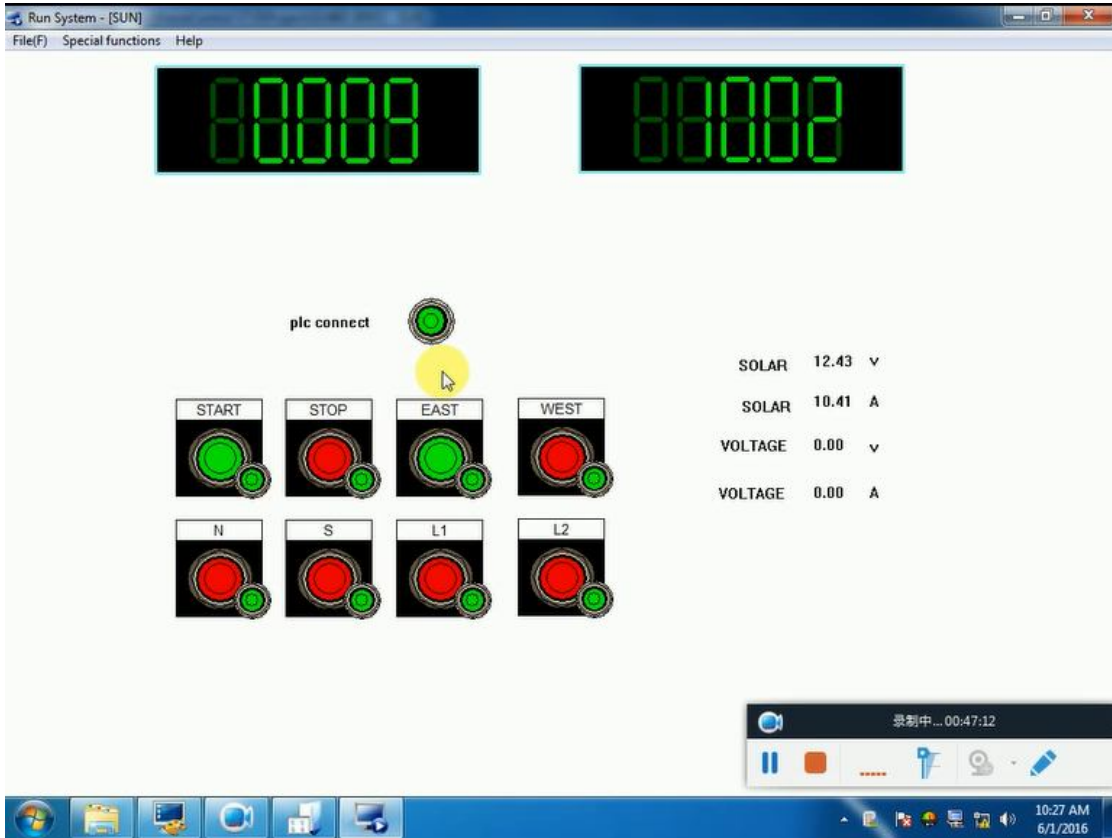 Run System - [SUN]
File(F) Special functions Help
0.009 10.02
plc connect
SOLAR 12.43 v
SOLAR 10.41 A
VOLTAGE 0.00 v
VOLTAGE 0.00 A
START STOP EAST WEST
N S L1 L2
录制中...00:47:12
10:27 AM
6/1/2016